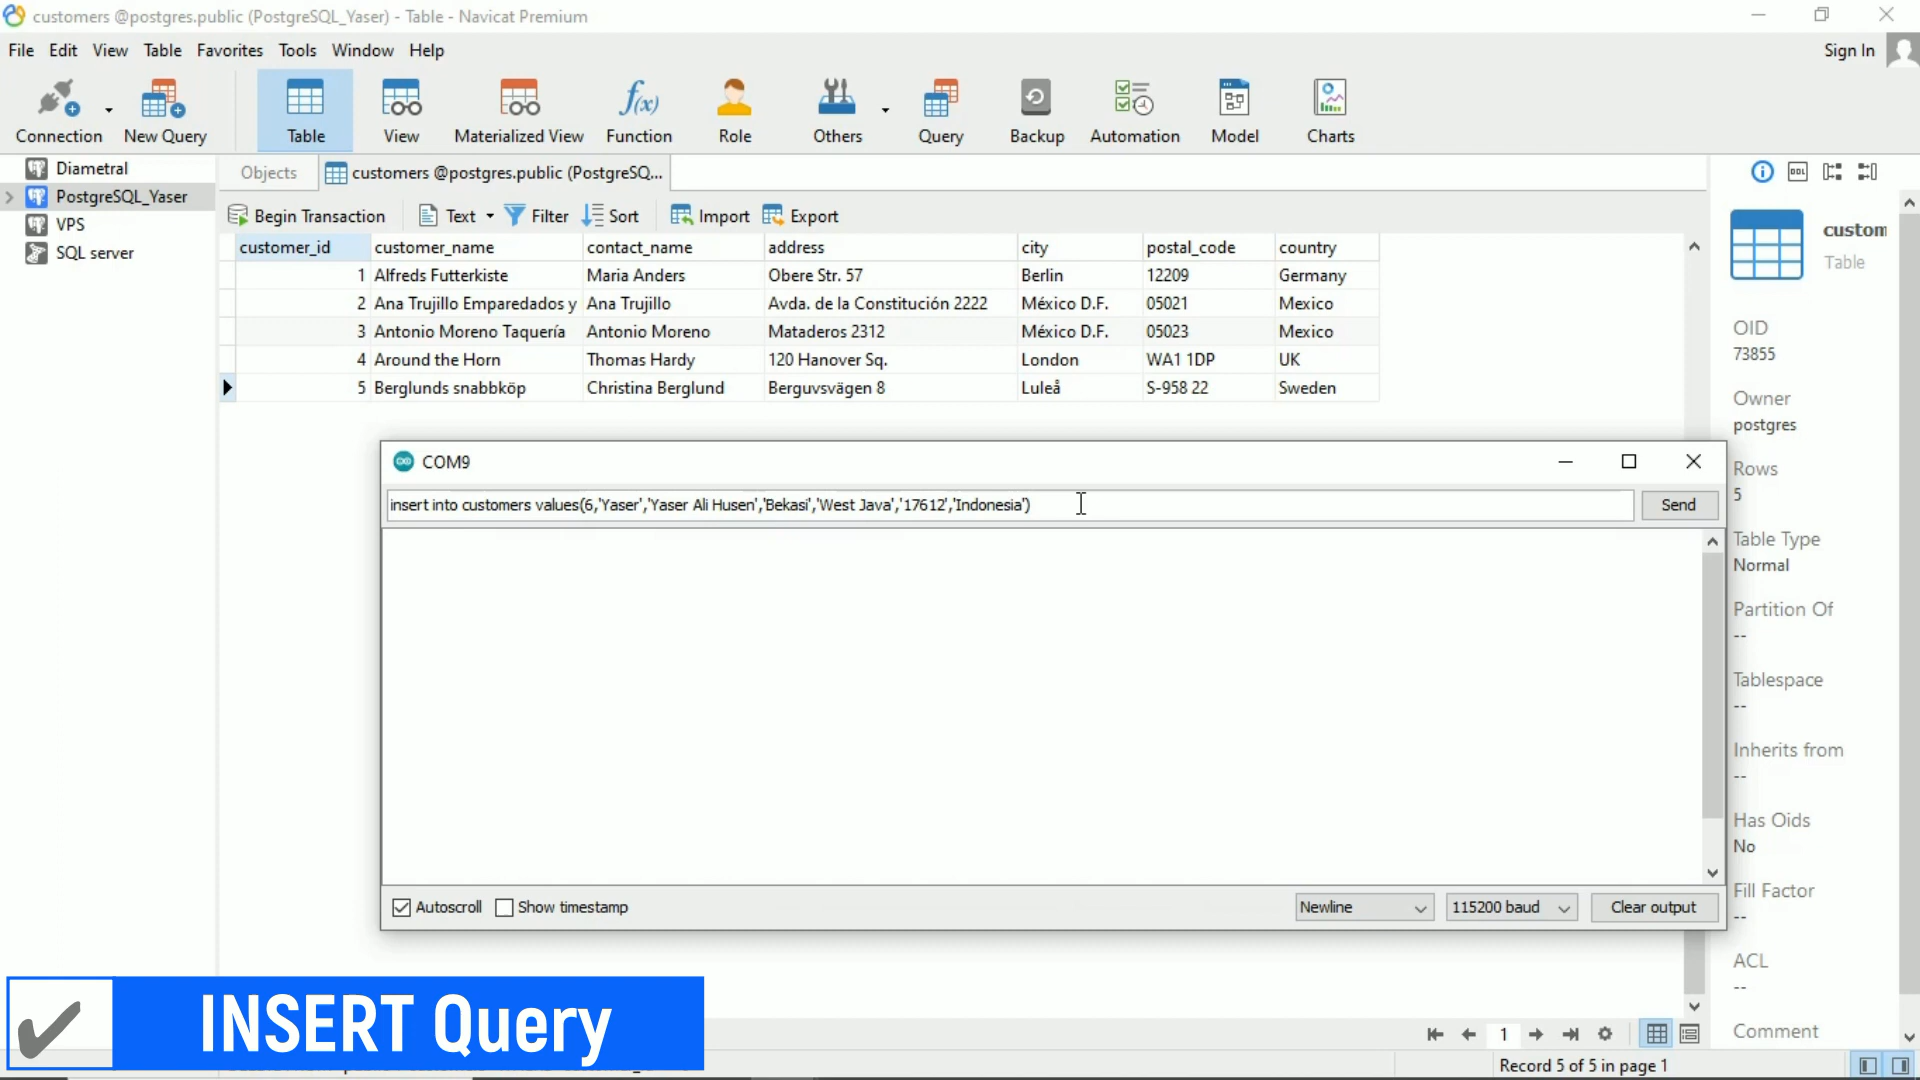 customers @postgres.public (PostgreSQL_Yaser) - Table - Navicat Premium
File Edit View Table Favorites Tools Window Help
Sign In
Connection New Query Table View Materialized View Function Role Others Query Backup Automation Model Charts
Diametral
PostgreSQL_Yaser
VPS
SQL server
Objects customers @postgres.public (PostgreSQ...
DDL
Begin Transaction Text Filter Sort Import Export
customer_id customer_name contact_name address city postal_code country
1 Alfreds Futterkiste Maria Anders Obere Str. 57 Berlin 12209 Germany
2 Ana Trujillo Emparedados y Ana Trujillo Avda. de la Constitución 2222 México D.F. 05021 Mexico
3 Antonio Moreno Taquería Antonio Moreno Mataderos 2312 México D.F. 05023 Mexico
4 Around the Horn Thomas Hardy 120 Hanover Sq. London WA1 1DP UK
5 Berglunds snabbköp Christina Berglund Berguvsvägen 8 Luleå S-958 22 Sweden
COM9
insert into customers values(6,'Yaser','Yaser Ali Husen','Bekasi','West Java','17612','Indonesia')
Send
Autoscroll Show timestamp Newline 115200 baud Clear output
custom
Table
OID
73855
Owner
postgres
Rows
5
Table Type
Normal
Partition Of
--
Tablespace
--
Inherits from
--
Has Oids
No
Fill Factor
--
ACL
--
Comment
1
Record 5 of 5 in page 1
INSERT Query